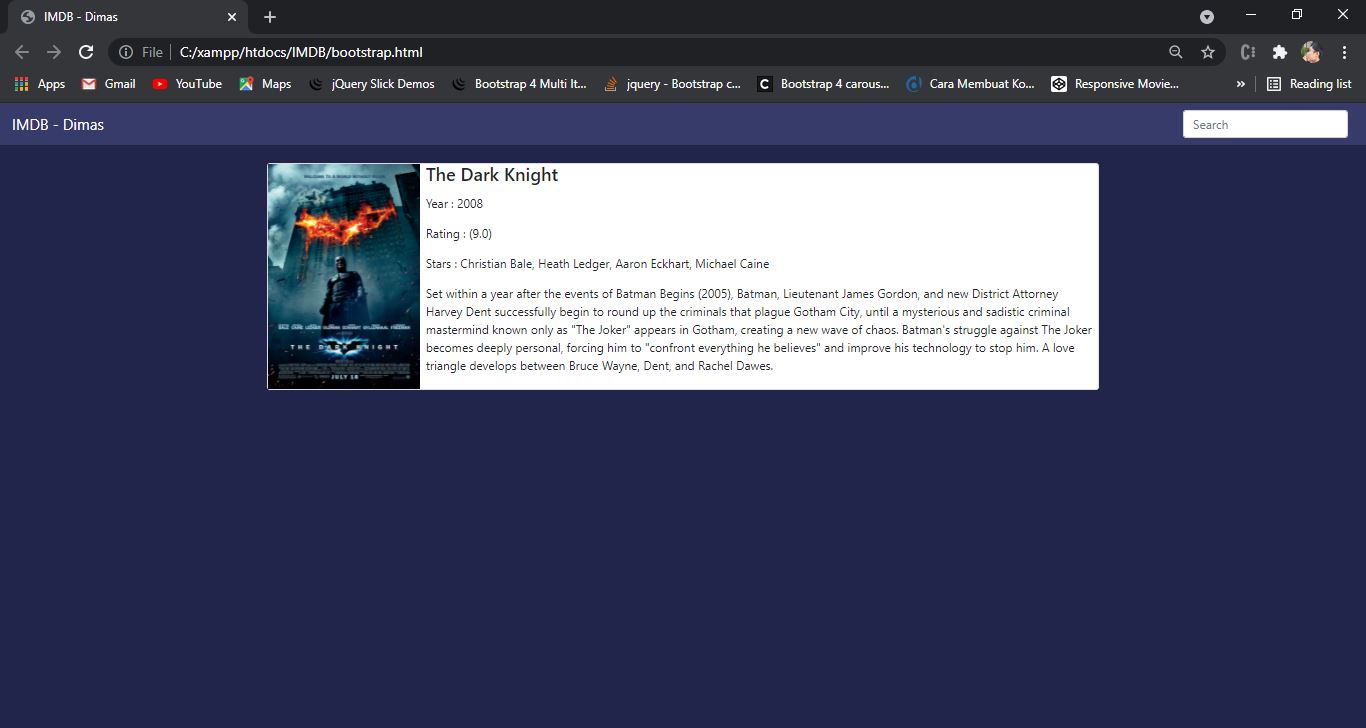 IMDB - Dimas
File
C:/xampp/htdocs/IMDB/bootstrap.html
Apps
Gmail
YouTube
Maps
jQuery Slick Demos
Bootstrap 4 Multi It...
jquery - Bootstrap c...
C
Bootstrap 4 carous...
Cara Membuat Ko...
Responsive Movie...
»
Reading list
IMDB - Dimas
Search
WELCOME TO A WORLD WITHOUT RULES
THE DARK KNIGHT
JULY 18
The Dark Knight
Year : 2008
Rating : (9.0)
Stars : Christian Bale, Heath Ledger, Aaron Eckhart, Michael Caine
Set within a year after the events of Batman Begins (2005), Batman, Lieutenant James Gordon, and new District Attorney
Harvey Dent successfully begin to round up the criminals that plague Gotham City, until a mysterious and sadistic criminal
mastermind known only as "The Joker" appears in Gotham, creating a new wave of chaos. Batman's struggle against The Joker
becomes deeply personal, forcing him to "confront everything he believes" and improve his technology to stop him. A love
triangle develops between Bruce Wayne, Dent, and Rachel Dawes.